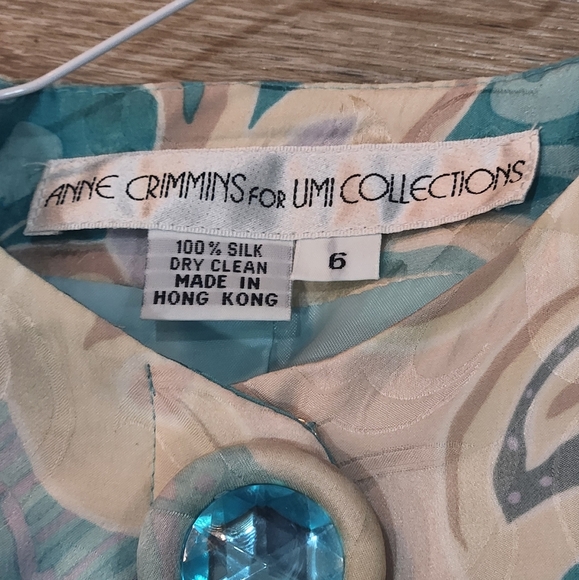 ANNE CRIMMINS FOR UMI COLLECTIONS
100% SILK
DRY CLEAN
MADE IN
HONG KONG
6